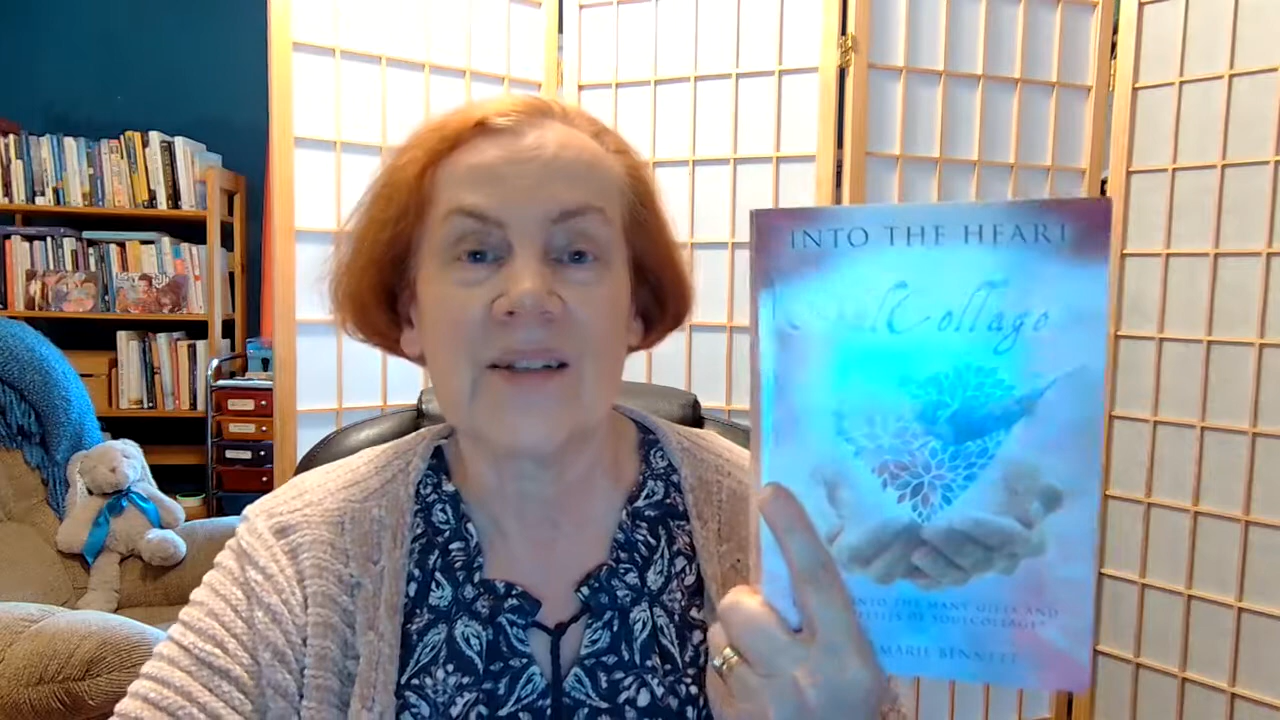 INTO THE HEART
Collage
INTO THE MANY GIFTS AND
OF SOULCOLLAGE®
MARIE BENNETT